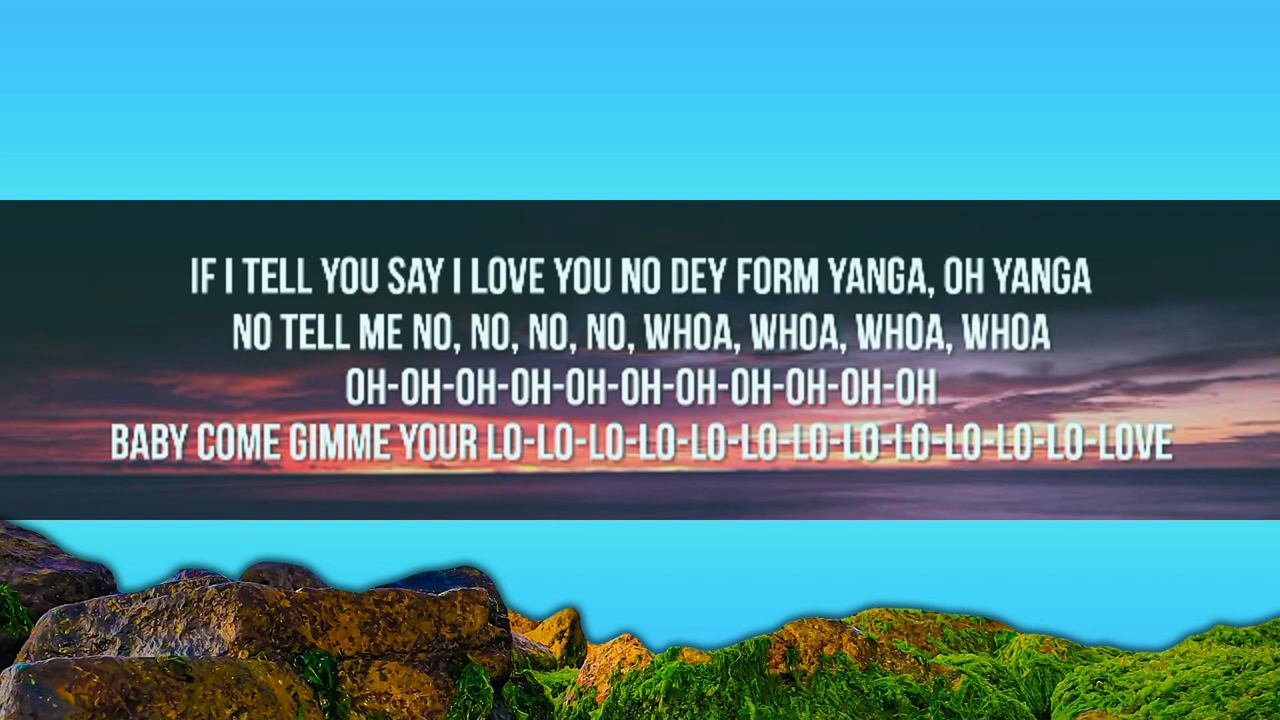 IF I TELL YOU SAY I LOVE YOU NO DEY FORM YANGA, OH YANGA
NO TELL ME NO, NO, NO, NO, WHOA, WHOA, WHOA, WHOA
OH-OH-OH-OH-OH-OH-OH-OH-OH-OH-OH
BABY COME GIMME YOUR LO-LO-LO-LO-LO-LO-LO-LO-LO-LO-LO-LO-LOVE